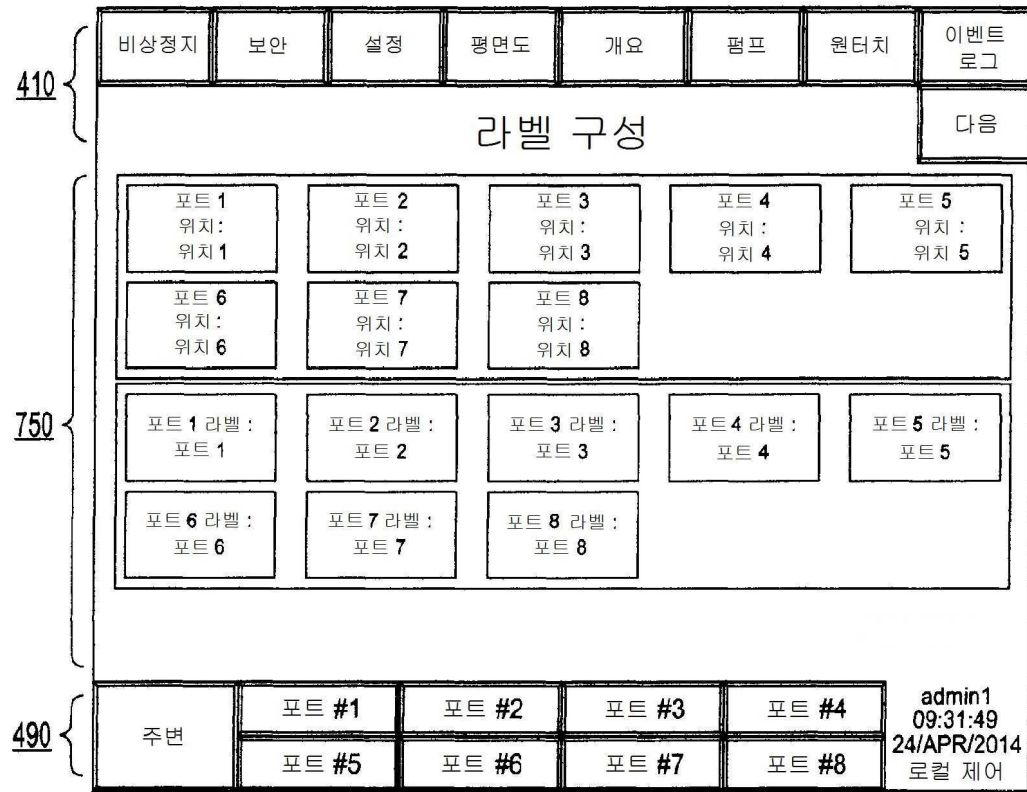 410
비상정지 보안 설정 평면도 개요 펌프 원터치 이벤트
로그
라벨 구성
다음
750
포트 1
위치:
위치 1
포트 2
위치:
위치 2
포트 3
위치:
위치 3
포트 4
위치:
위치 4
포트 5
위치 :
위치 5
포트 6
위치:
위치 6
포트 7
위치:
위치 7
포트 8
위치:
위치 8
포트 1 라벨 :
포트 1
포트 2 라벨 :
포트 2
포트 3 라벨 :
포트 3
포트 4 라벨 :
포트 4
포트 5 라벨 :
포트 5
포트 6 라벨 :
포트 6
포트 7 라벨 :
포트 7
포트 8 라벨 :
포트 8
490
주변
포트 #1 포트 #2 포트 #3 포트 #4
포트 #5 포트 #6 포트 #7 포트 #8
admin1
09:31:49
24/APR/2014
로컬 제어